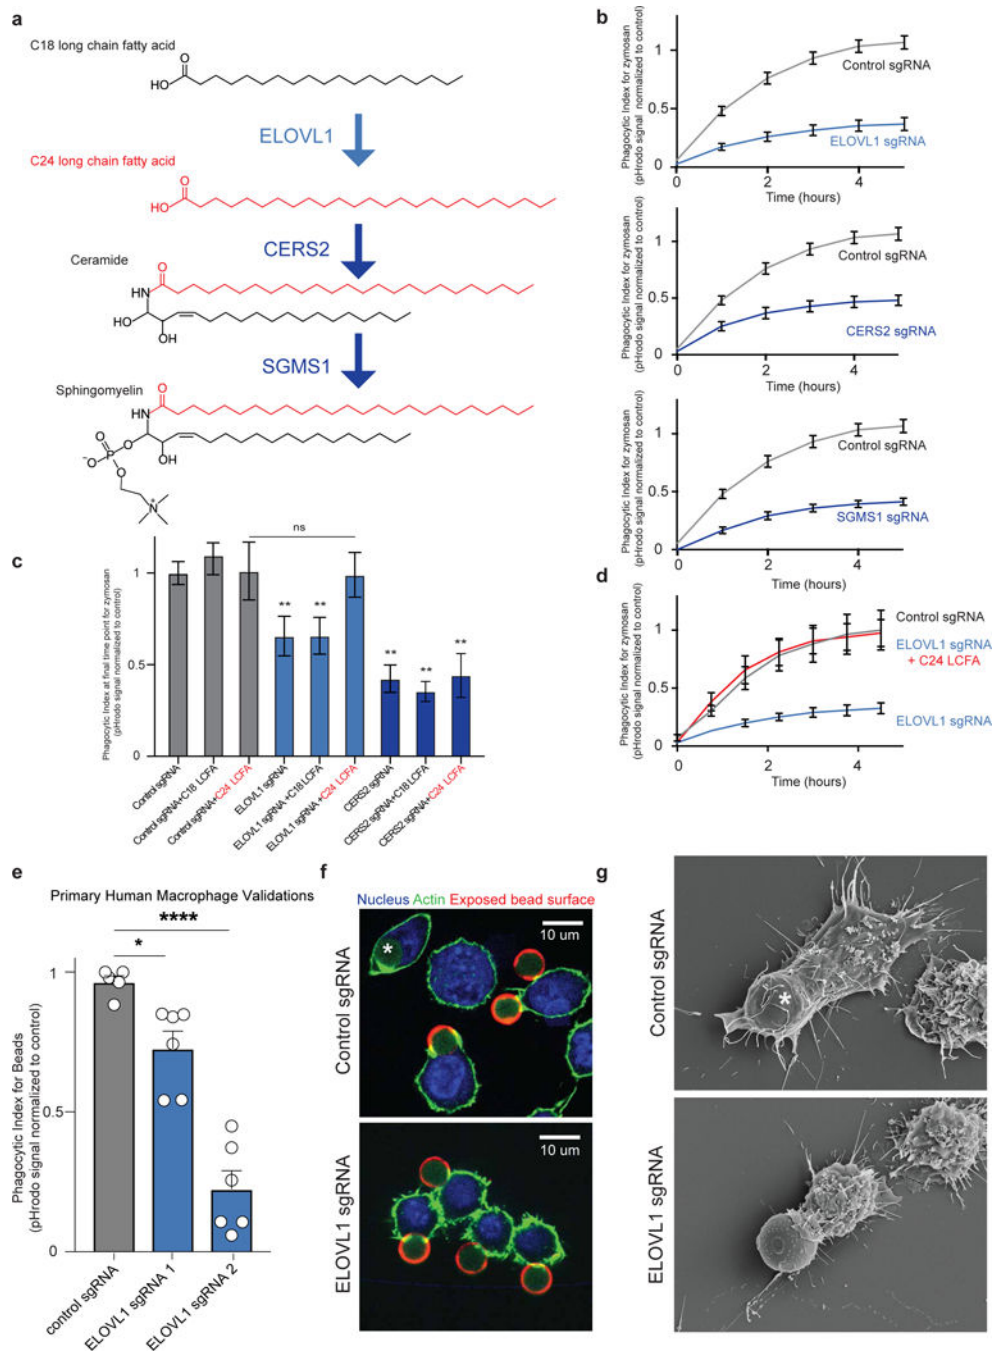 a
C18 long chain fatty acid
O
HO
ELOVL1
C24 long chain fatty acid
O
HO
CERS2
Ceramide
O
HN
HO
OH
SGMS1
Sphingomyelin
O
HN
O
O
P
-O
OH
O
N+
b
Phagocytic Index for zymosan
(pHrodo signal normalized to control)
1
0.5
0
Control sgRNA
ELOVL1 sgRNA
0
2
4
Time (hours)
Phagocytic Index for zymosan
(pHrodo signal normalized to control)
1
0.5
0
Control sgRNA
CERS2 sgRNA
0
2
4
Time (hours)
Phagocytic Index for zymosan
(pHrodo signal normalized to control)
1
0.5
0
Control sgRNA
SGMS1 sgRNA
0
2
4
Time (hours)
c
Phagocytic Index at final time point for zymosan
(pHrodo signal normalized to control)
1
0.5
0
ns
**
**
**
**
**
Control sgRNA
Control sgRNA+C18 LCFA
Control sgRNA+C24 LCFA
ELOVL1 sgRNA
ELOVL1 sgRNA+C18 LCFA
ELOVL1 sgRNA+C24 LCFA
CERS2 sgRNA
CERS2 sgRNA+C18 LCFA
CERS2 sgRNA+C24 LCFA
d
Phagocytic Index for zymosan
(pHrodo signal normalized to control)
1
0.5
0
Control sgRNA
ELOVL1 sgRNA
+ C24 LCFA
ELOVL1 sgRNA
0
2
4
Time (hours)
e
Primary Human Macrophage Validations
****
*
Phagocytic Index for Beads
(pHrodo signal normalized to control)
1
0.5
0
control sgRNA
ELOVL1 sgRNA 1
ELOVL1 sgRNA 2
f
Nucleus Actin Exposed bead surface
Control sgRNA
*
10 um
ELOVL1 sgRNA
10 um
g
Control sgRNA
*
ELOVL1 sgRNA